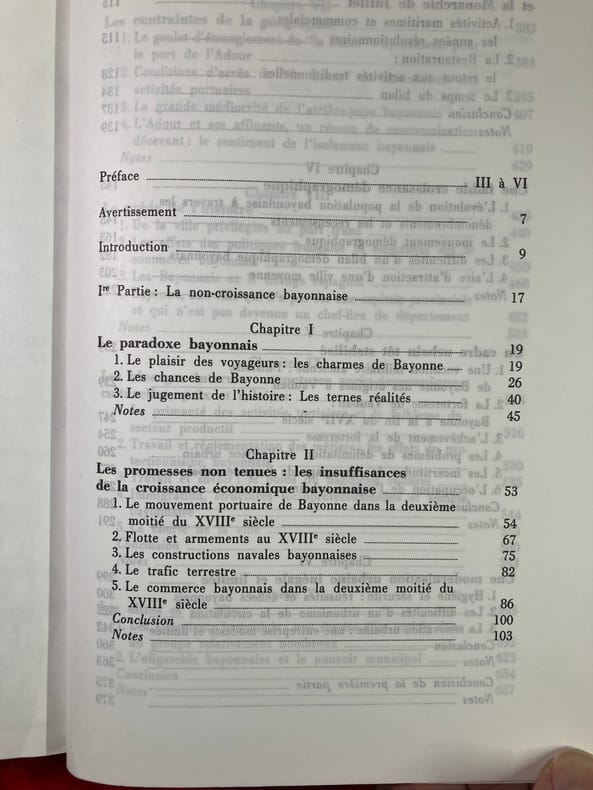 Préface III à VI
Avertissement 7
Introduction 9
Iʳᵉ Partie : La non-croissance bayonnaise 17
Chapitre I
Le paradoxe bayonnais 19
1. Le plaisir des voyageurs : les charmes de Bayonne 19
2. Les chances de Bayonne 26
3. Le jugement de l'histoire : Les ternes réalités 40
Notes 45
Chapitre II
Les promesses non tenues : les insuffisances
de la croissance économique bayonnaise 53
1. Le mouvement portuaire de Bayonne dans la deuxième
moitié du XVIIIᵉ siècle 54
2. Flotte et armements au XVIIIᵉ siècle 67
3. Les constructions navales bayonnaises 75
4. Le trafic terrestre 82
5. Le commerce bayonnais dans la deuxième moitié du
XVIIIᵉ siècle 86
Conclusion 100
Notes 103